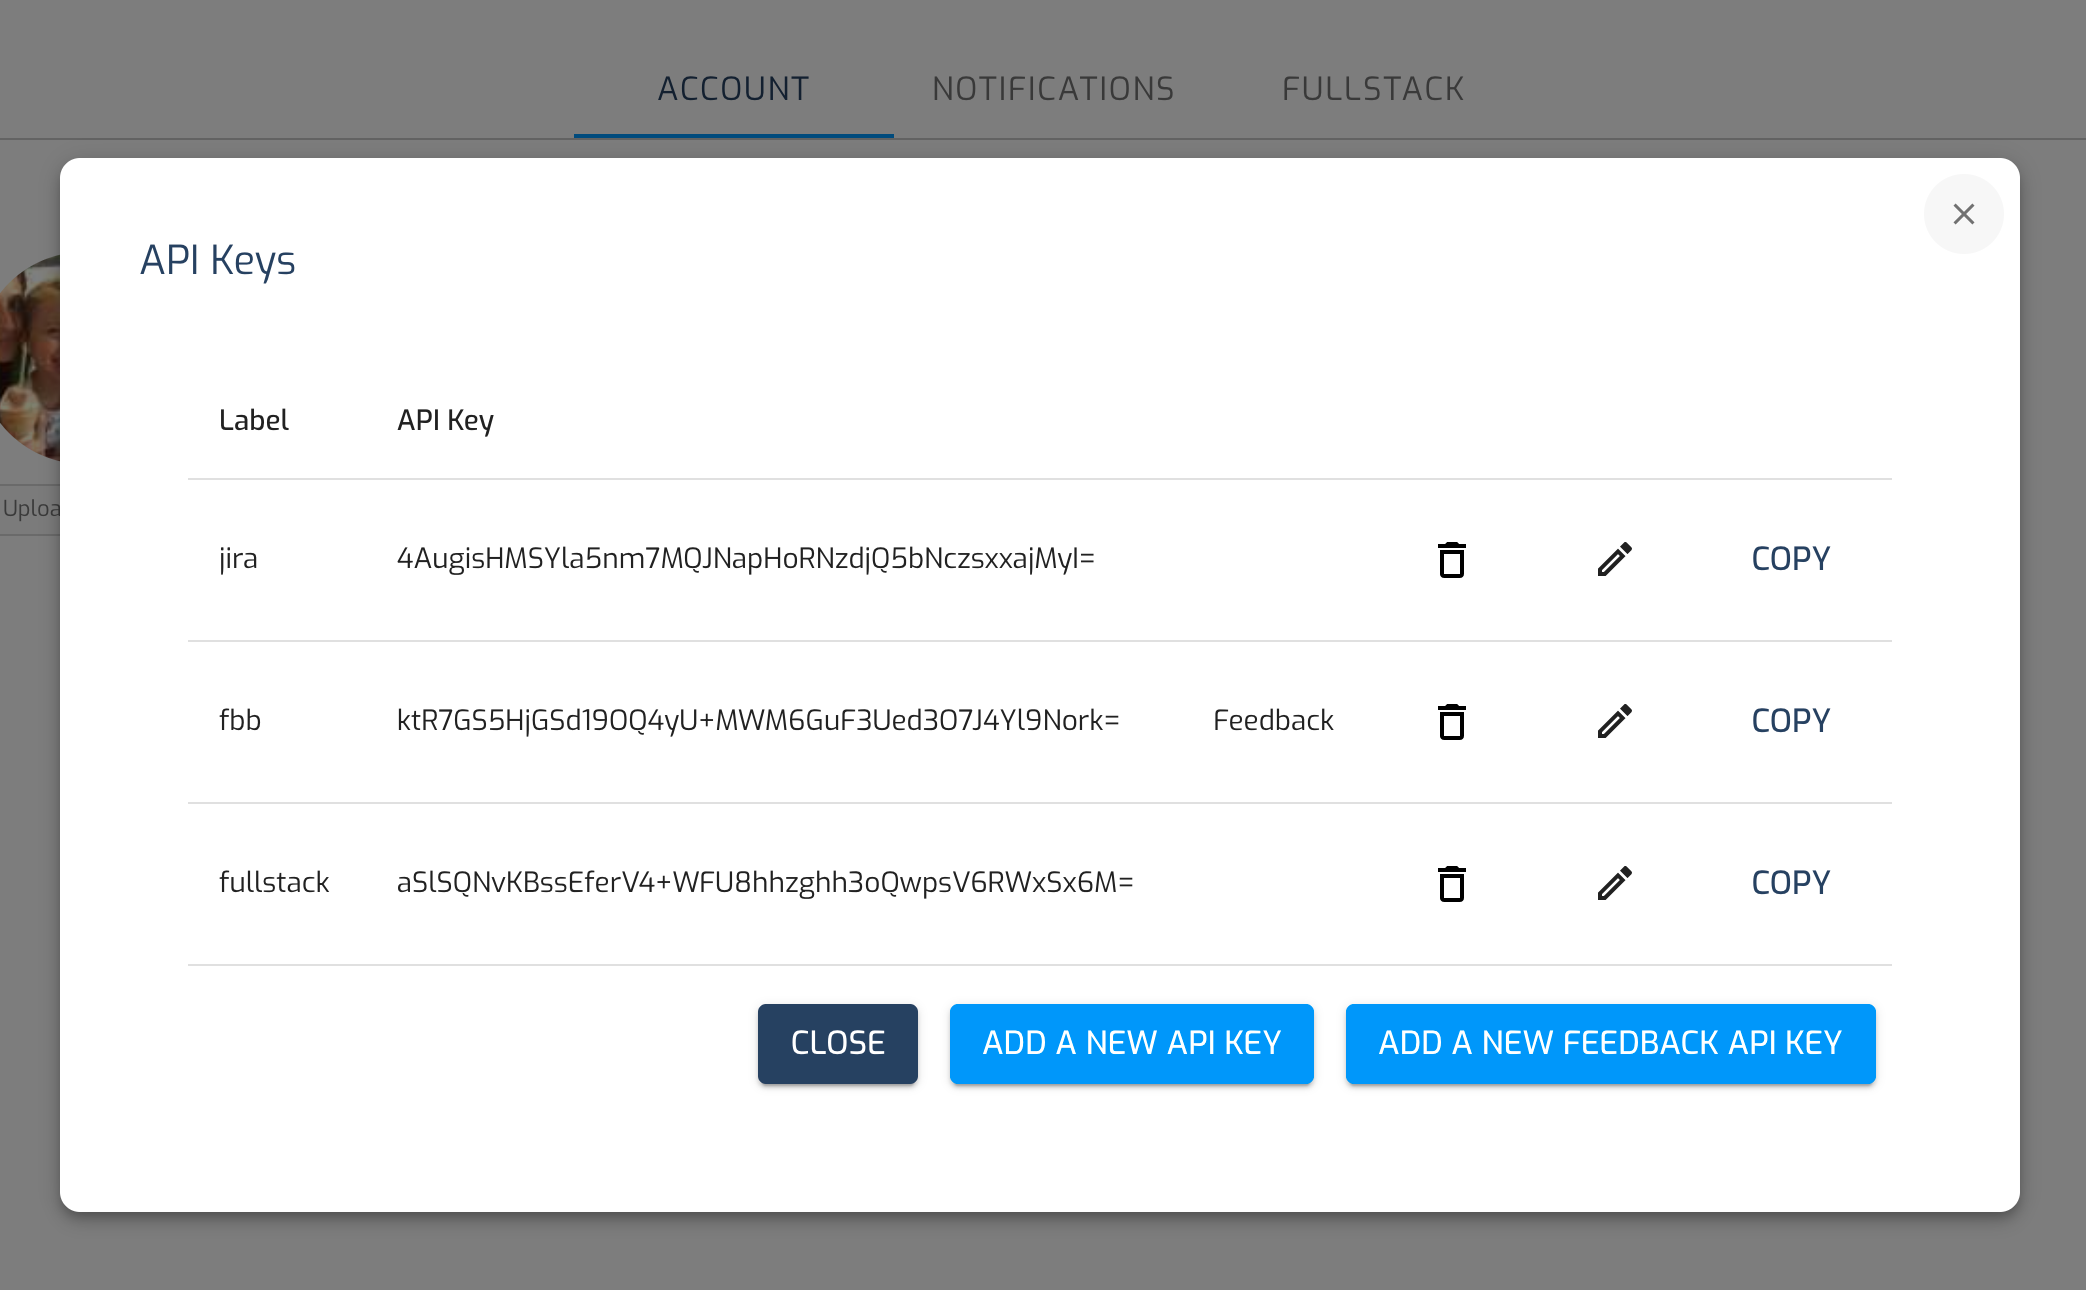 ACCOUNT NOTIFICATIONS FULLSTACK
API Keys
Label API Key
jira 4AugisHMSYla5nm7MQJNapHoRNzdjQ5bNczsxxajMyI= COPY
fbb ktR7GS5HjGSd19OQ4yU+MWM6GuF3Ued3O7J4Yl9Nork= Feedback COPY
Uploa
fullstack aSlSQNvKBssEferV4+WFU8hhzghh3oQwpsV6RWxSx6M= COPY
CLOSE ADD A NEW API KEY ADD A NEW FEEDBACK API KEY